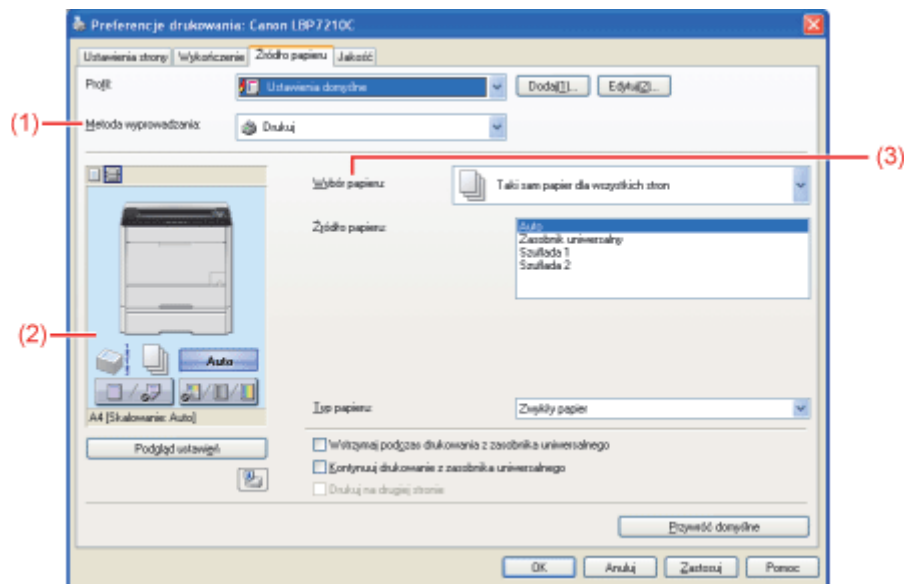 Preferencje drukowania: Canon LBP7210C
Ustawienia strony Wykończenie Źródło papieru Jakość
Profil: Ustawienia domyślne Dodaj(1)... Edytuj(2)...
(1) Metoda wyprowadzania: Drukuj
(3)
Wybór papieru: Taki sam papier dla wszystkich stron
Źródło papieru: Auto
Zasobnik uniwersalny
Szuflada 1
Szuflada 2
(2)
Auto
A4 [Skalowanie: Auto]
Typ papieru: Zwykły papier
Podgląd ustawień
Wstrzymaj podczas drukowania z zasobnika uniwersalnego
Kontynuuj drukowanie z zasobnika uniwersalnego
Drukuj na drugiej stronie
Przywróć domyślne
OK Anuluj Zastosuj Pomoc